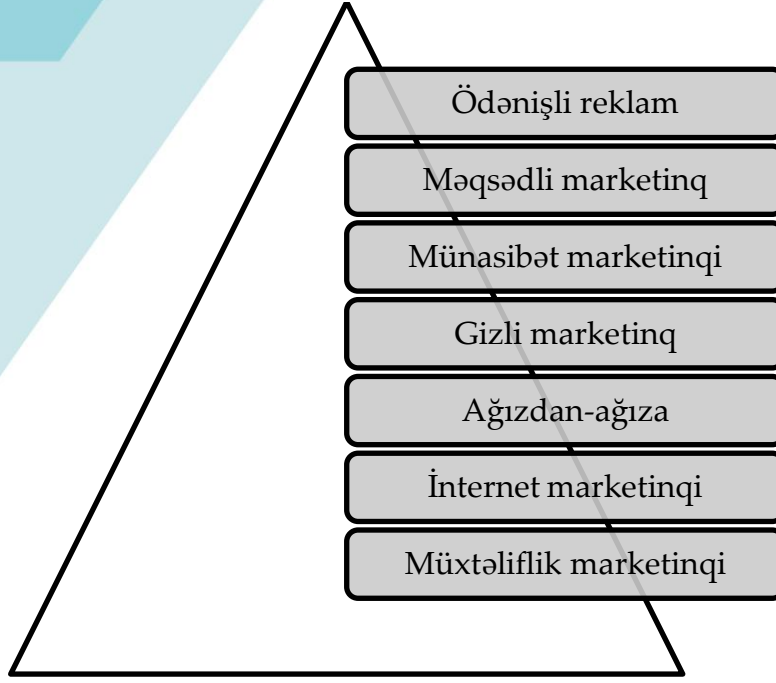 Ödənişli reklam
Məqsədli marketinq
Münasibət marketinqi
Gizli marketinq
Ağızdan-ağıza
İnternet marketinqi
Müxtəliflik marketinqi